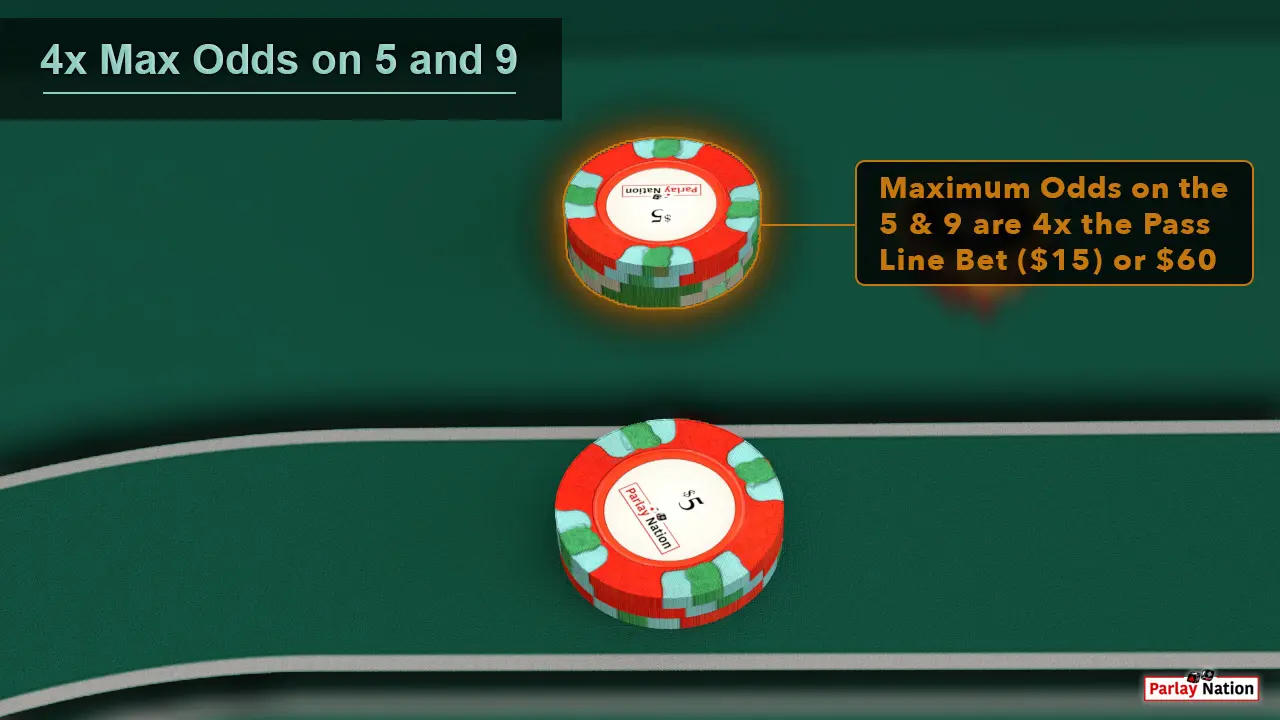 4x Max Odds on 5 and 9
Parlay Nation
$5
Maximum Odds on the
5 & 9 are 4x the Pass
Line Bet ($15) or $60
$5
Parlay Nation
Parlay Nation